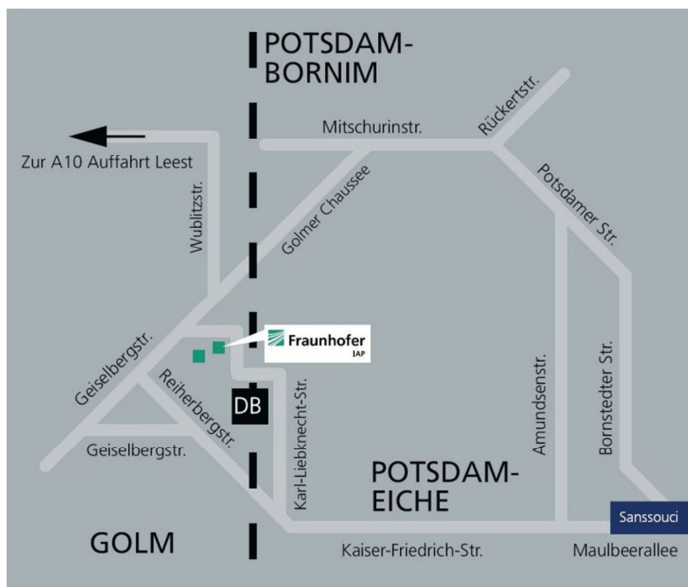 POTSDAM-
BORNIM
Rückertstr.
Mitschurinstr.
Zur A10 Auffahrt Leest
Potsdamer Str.
Wublitzstr.
Golmer Chaussee
Fraunhofer
IAP
Geiselbergstr.
Reiherbergstr.
DB
Karl-Liebknecht-Str.
Amundsenstr.
Bornstedter Str.
Geiselbergstr.
POTSDAM-
EICHE
Sanssouci
GOLM
Kaiser-Friedrich-Str.
Maulbeerallee